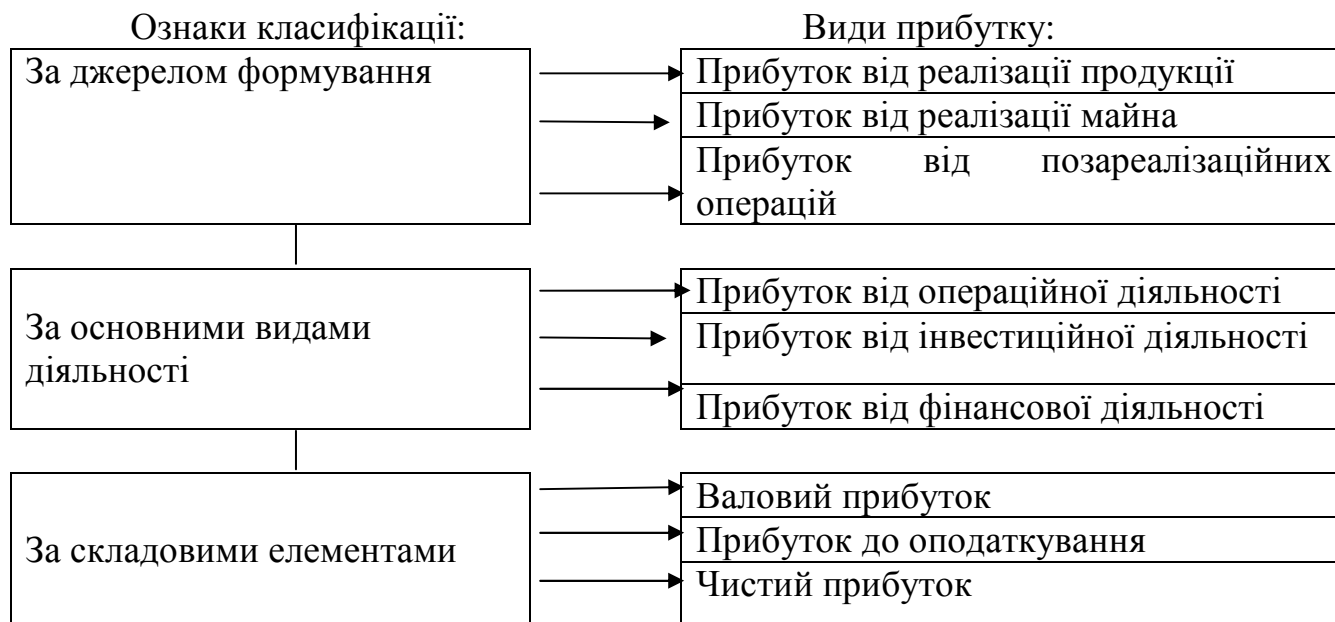 Ознаки класифікації:
Види прибутку:
За джерелом формування
Прибуток від реалізації продукції
Прибуток від реалізації майна
Прибуток від позареалізаційних
операцій
За основними видами
діяльності
Прибуток від операційної діяльності
Прибуток від інвестиційної діяльності
Прибуток від фінансової діяльності
За складовими елементами
Валовий прибуток
Прибуток до оподаткування
Чистий прибуток